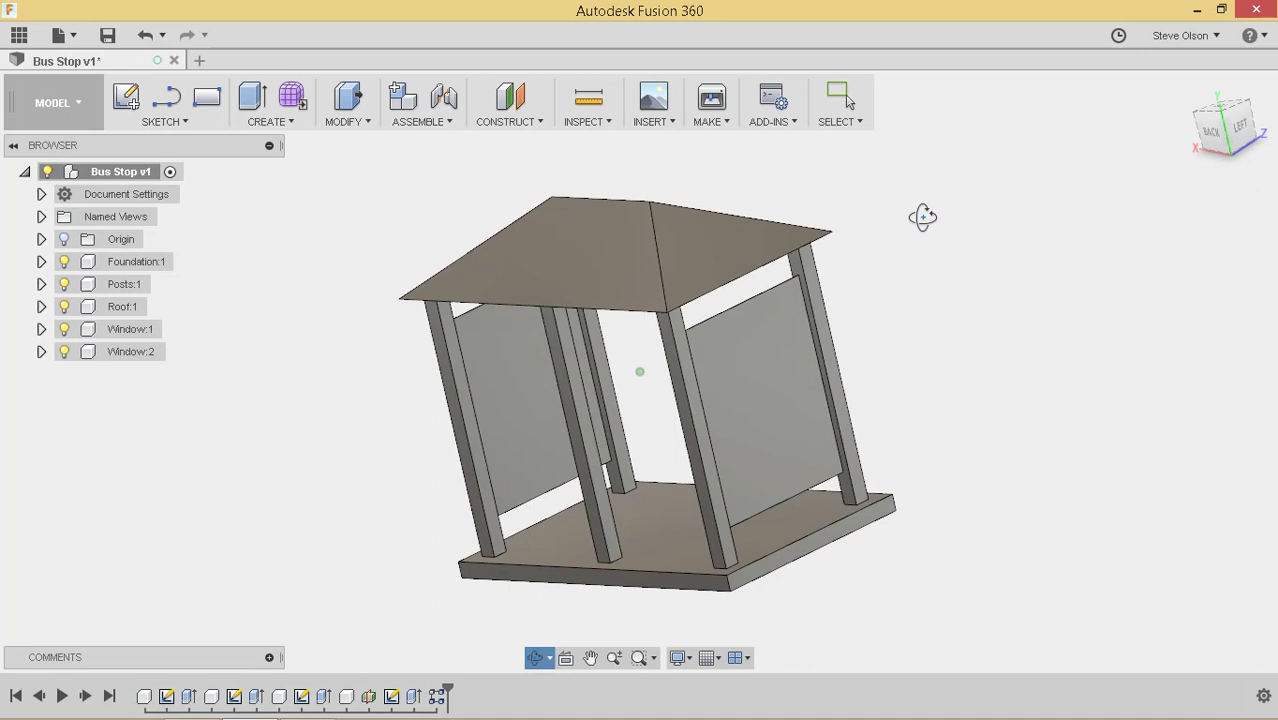 Autodesk Fusion 360
Steve Olson
Bus Stop v1*
MODEL
SKETCH
CREATE
MODIFY
ASSEMBLE
CONSTRUCT
INSPECT
INSERT
MAKE
ADD-INS
SELECT
Y
BACK
LEFT
X
Z
BROWSER
Bus Stop v1
Document Settings
Named Views
Origin
Foundation:1
Posts:1
Roof:1
Window:1
Window:2
COMMENTS